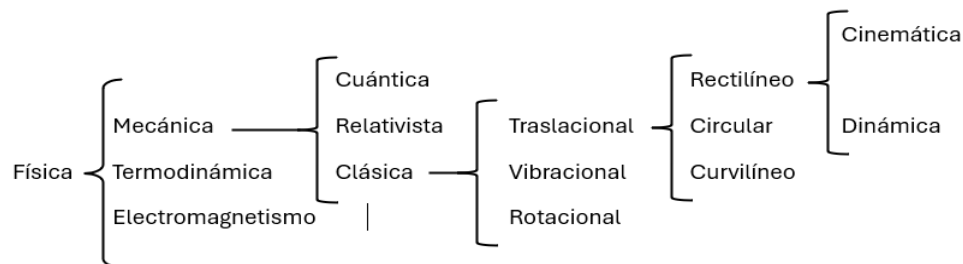 Física
Mecánica
Termodinámica
Electromagnetismo
Cuántica
Relativista
Clásica
Traslacional
Vibracional
Rotacional
Rectilíneo
Circular
Curvilíneo
Cinemática
Dinámica